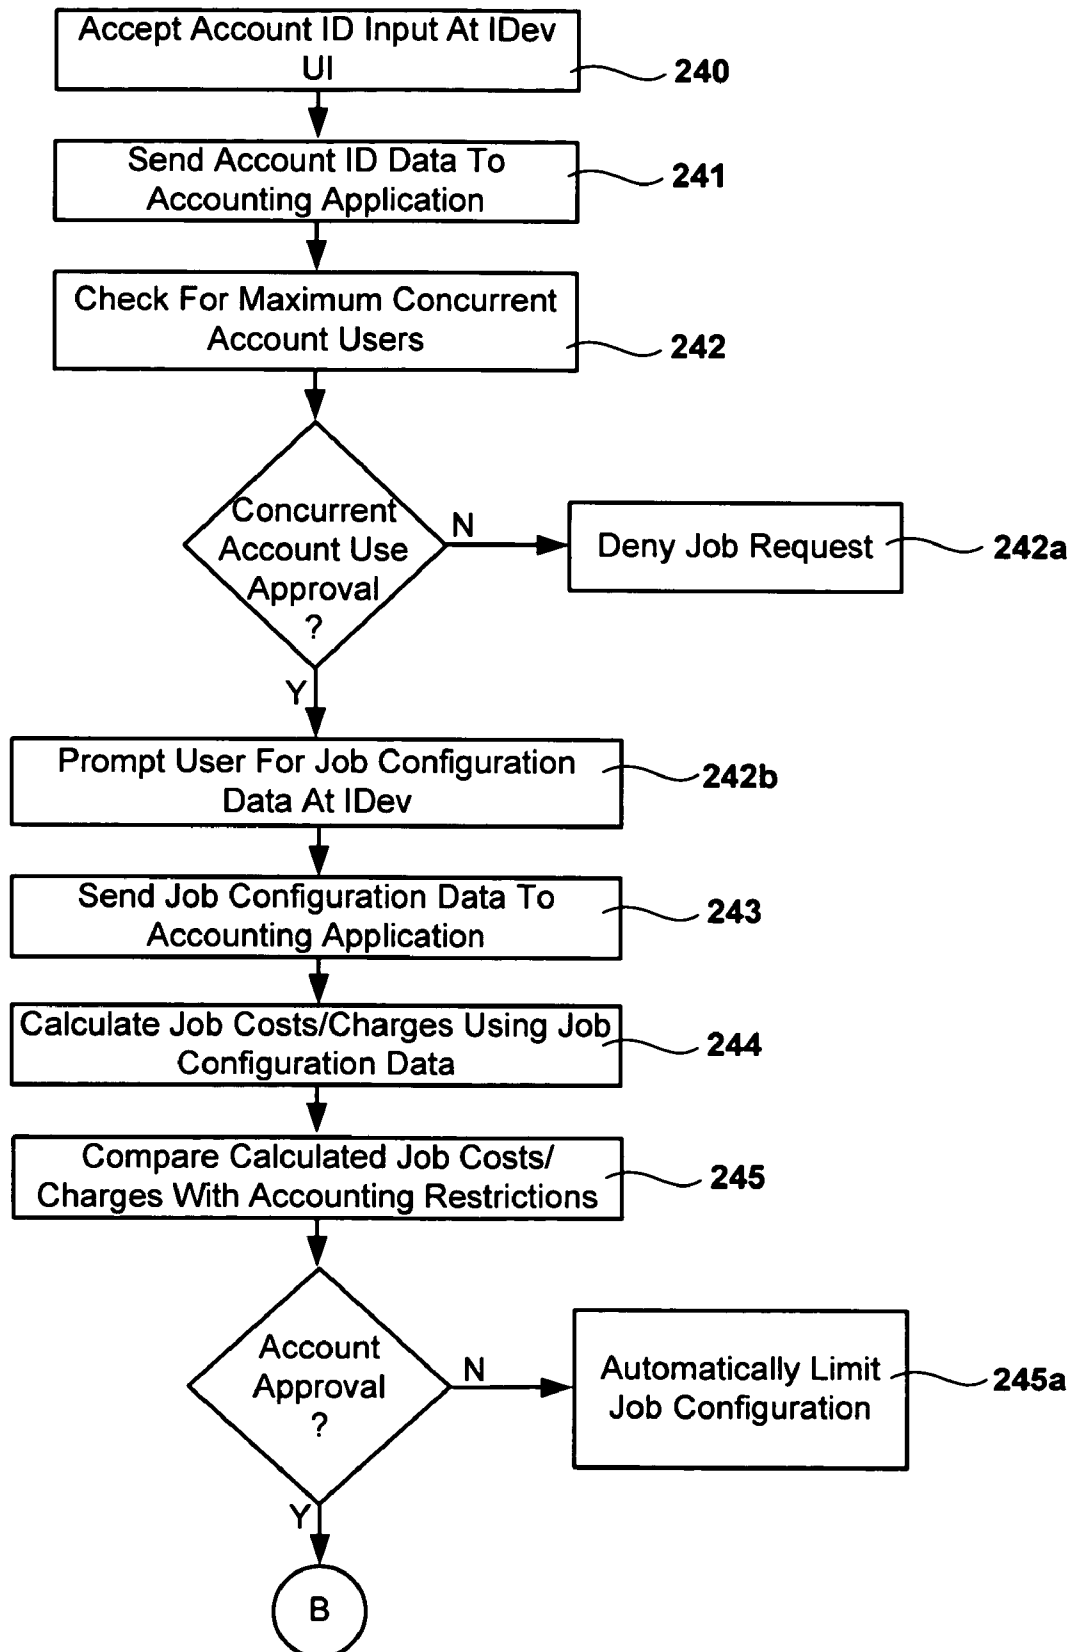 Accept Account ID Input At IDev
UI
240
Send Account ID Data To
Accounting Application
241
Check For Maximum Concurrent
Account Users
242
Concurrent
Account Use
Approval
?
N
Deny Job Request
242a
Y
Prompt User For Job Configuration
Data At IDev
242b
Send Job Configuration Data To
Accounting Application
243
Calculate Job Costs/Charges Using Job
Configuration Data
244
Compare Calculated Job Costs/
Charges With Accounting Restrictions
245
Account
Approval
?
N
Automatically Limit
Job Configuration
245a
Y
B